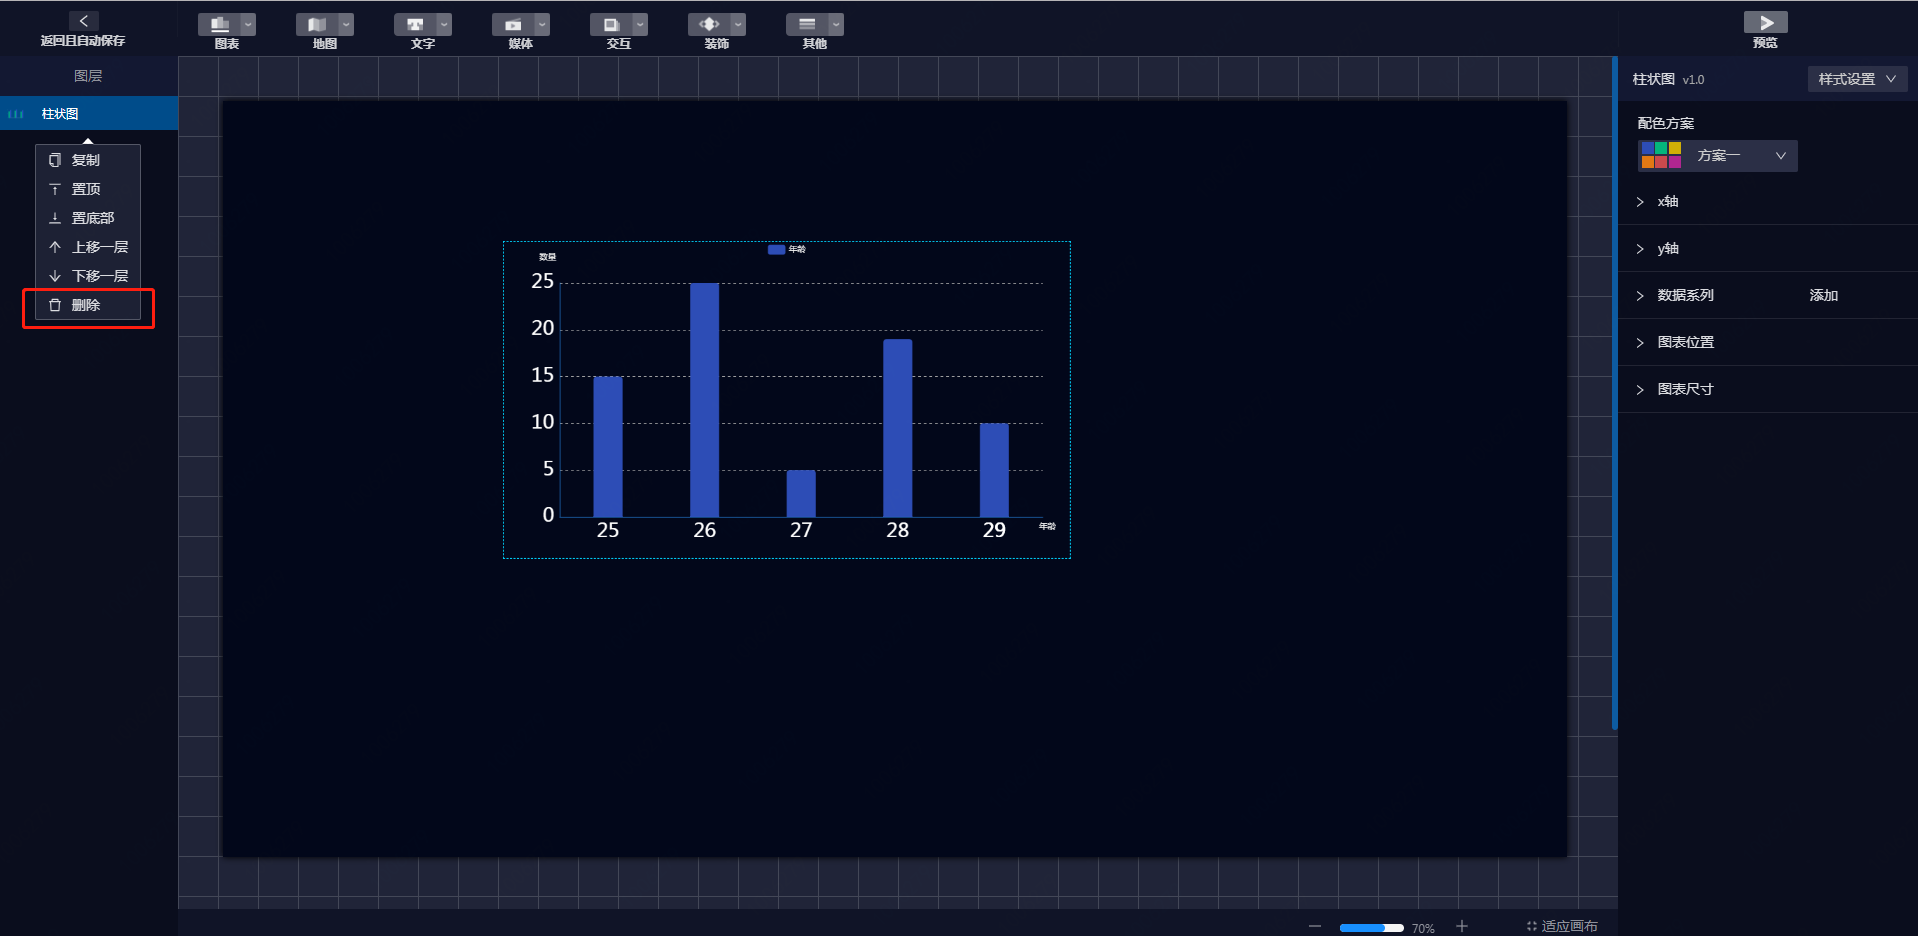 返回且自动保存
图表
地图
文字
媒体
交互
装饰
其他
预览
图层
柱状图
复制
置顶
置底部
上移一层
下移一层
删除
数量
年龄
25
20
15
10
5
0
25
26
27
28
29
年龄
柱状图 v1.0
样式设置
配色方案
方案一
x轴
y轴
数据系列 添加
图表位置
图表尺寸
70%
适应画布